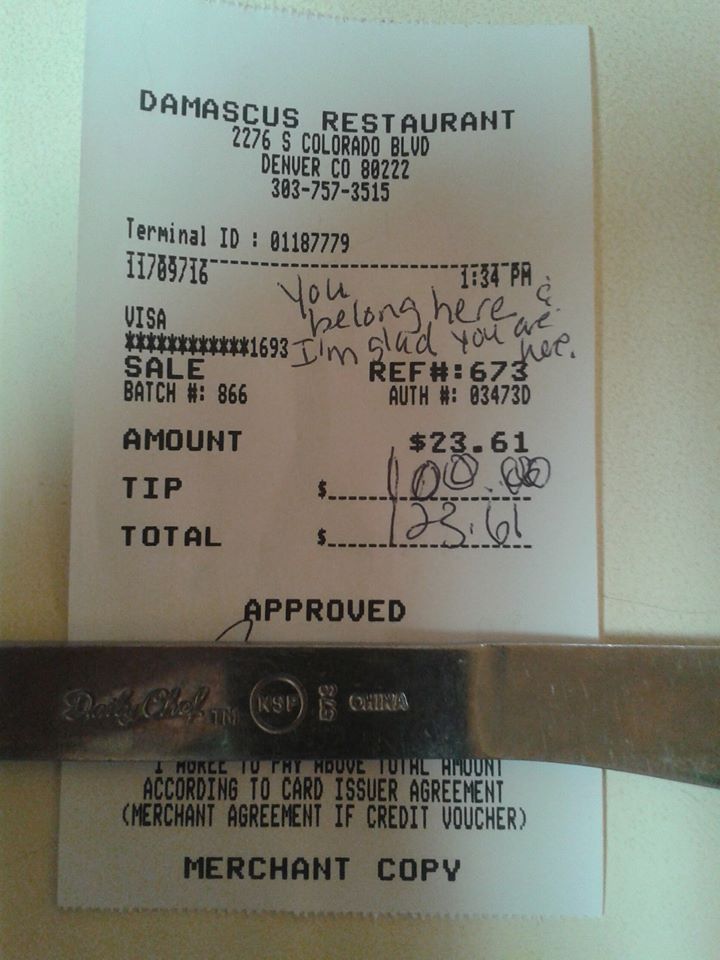 DAMASCUS RESTAURANT
2276 S COLORADO BLVD
DENVER CO 80222
303-757-3515
Terminal ID : 01187779
11/09/16 1:34 PM
You
belong here &
I'm glad you are
here.
VISA
************1693
SALE REF#:673
BATCH #: 866 AUTH #: 03473D
AMOUNT $23.61
TIP $ 100.00
TOTAL $ 123.61
APPROVED
Daily Chef TM NSF CHINA
I AGREE TO PAY ABOVE TOTAL AMOUNT
ACCORDING TO CARD ISSUER AGREEMENT
(MERCHANT AGREEMENT IF CREDIT VOUCHER)
MERCHANT COPY